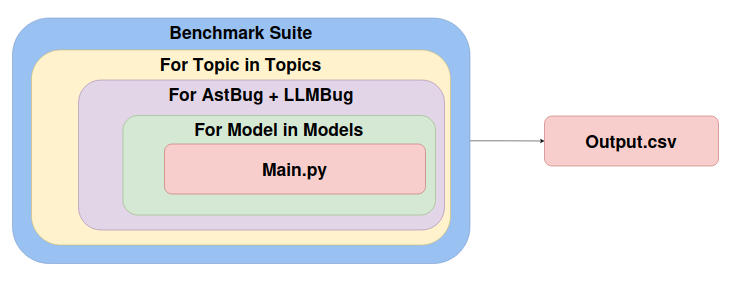 Benchmark Suite
For Topic in Topics
For AstBug + LLMBug
For Model in Models
Main.py
Output.csv